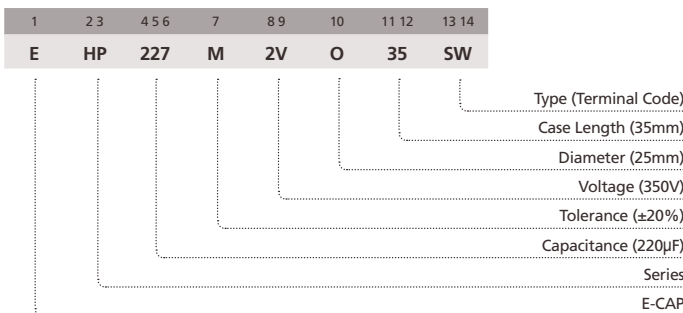 1 2 3 4 5 6 7 8 9 10 11 12 13 14
E HP 227 M 2V O 35 SW
Type (Terminal Code)
Case Length (35mm)
Diameter (25mm)
Voltage (350V)
Tolerance (±20%)
Capacitance (220µF)
Series
E-CAP